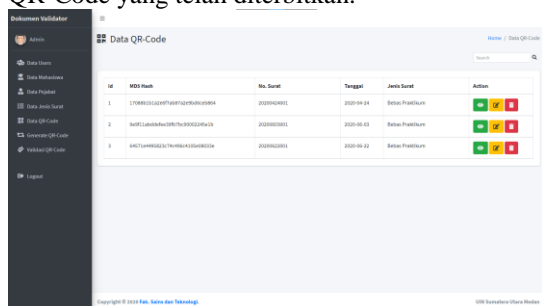 QR-Code yang telah diterbitkan.
Dokumen Validator
Admin
Data QR-Code
Home / Data QR-Code
Search
Data Users
Data Mahasiswa
Data Pejabat
Data Jenis Surat
Data QR-Code
Generate QR-Code
Validasi QR-Code
Logout
Id MD5 Hash No. Surat Tanggal Jenis Surat Action
1 20200424001 2020-04-24 Bebas Praktikum
2 20200603001 2020-06-03 Bebas Praktikum
3 20200622001 2020-06-22 Bebas Praktikum
Copyright © 2020 Fak. Sains dan Teknologi.
UIN Sumatera Utara Medan